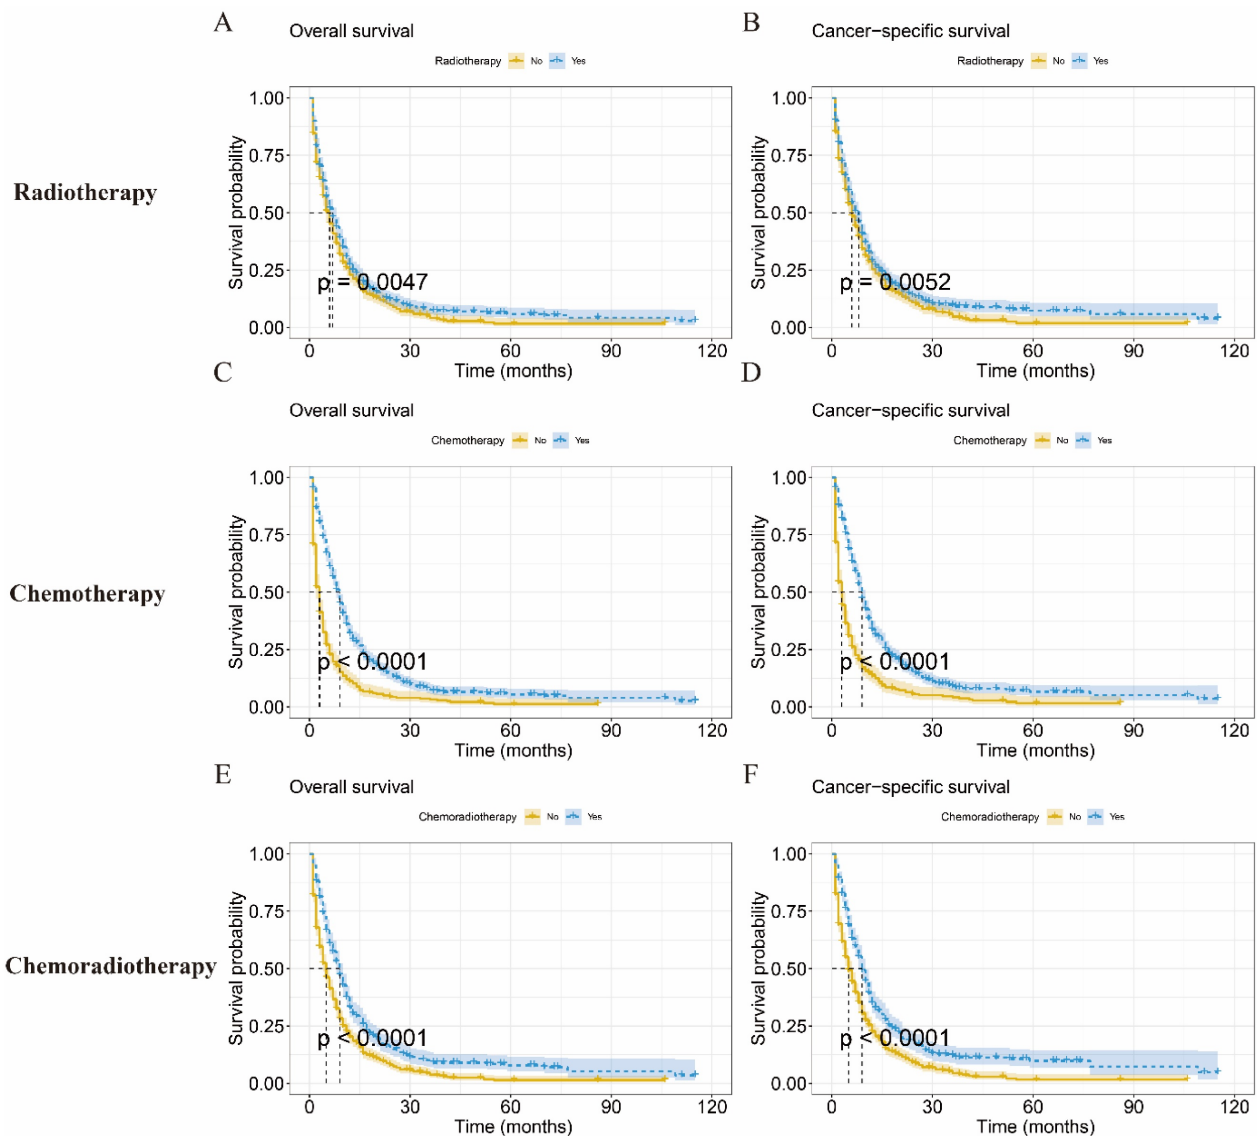 A
B
Overall survival
Cancer-specific survival
Radiotherapy No Yes
Radiotherapy No Yes
Radiotherapy
Survival probability
1.00
0.75
0.50
0.25
0.00
p = 0.0047
0 30 60 90 120
Time (months)
Survival probability
1.00
0.75
0.50
0.25
0.00
p = 0.0052
0 30 60 90 120
Time (months)
C
D
Overall survival
Cancer-specific survival
Chemotherapy No Yes
Chemotherapy No Yes
Chemotherapy
Survival probability
1.00
0.75
0.50
0.25
0.00
p < 0.0001
0 30 60 90 120
Time (months)
Survival probability
1.00
0.75
0.50
0.25
0.00
p < 0.0001
0 30 60 90 120
Time (months)
E
F
Overall survival
Cancer-specific survival
Chemoradiotherapy No Yes
Chemoradiotherapy No Yes
Chemoradiotherapy
Survival probability
1.00
0.75
0.50
0.25
0.00
p < 0.0001
0 30 60 90 120
Time (months)
Survival probability
1.00
0.75
0.50
0.25
0.00
p < 0.0001
0 30 60 90 120
Time (months)